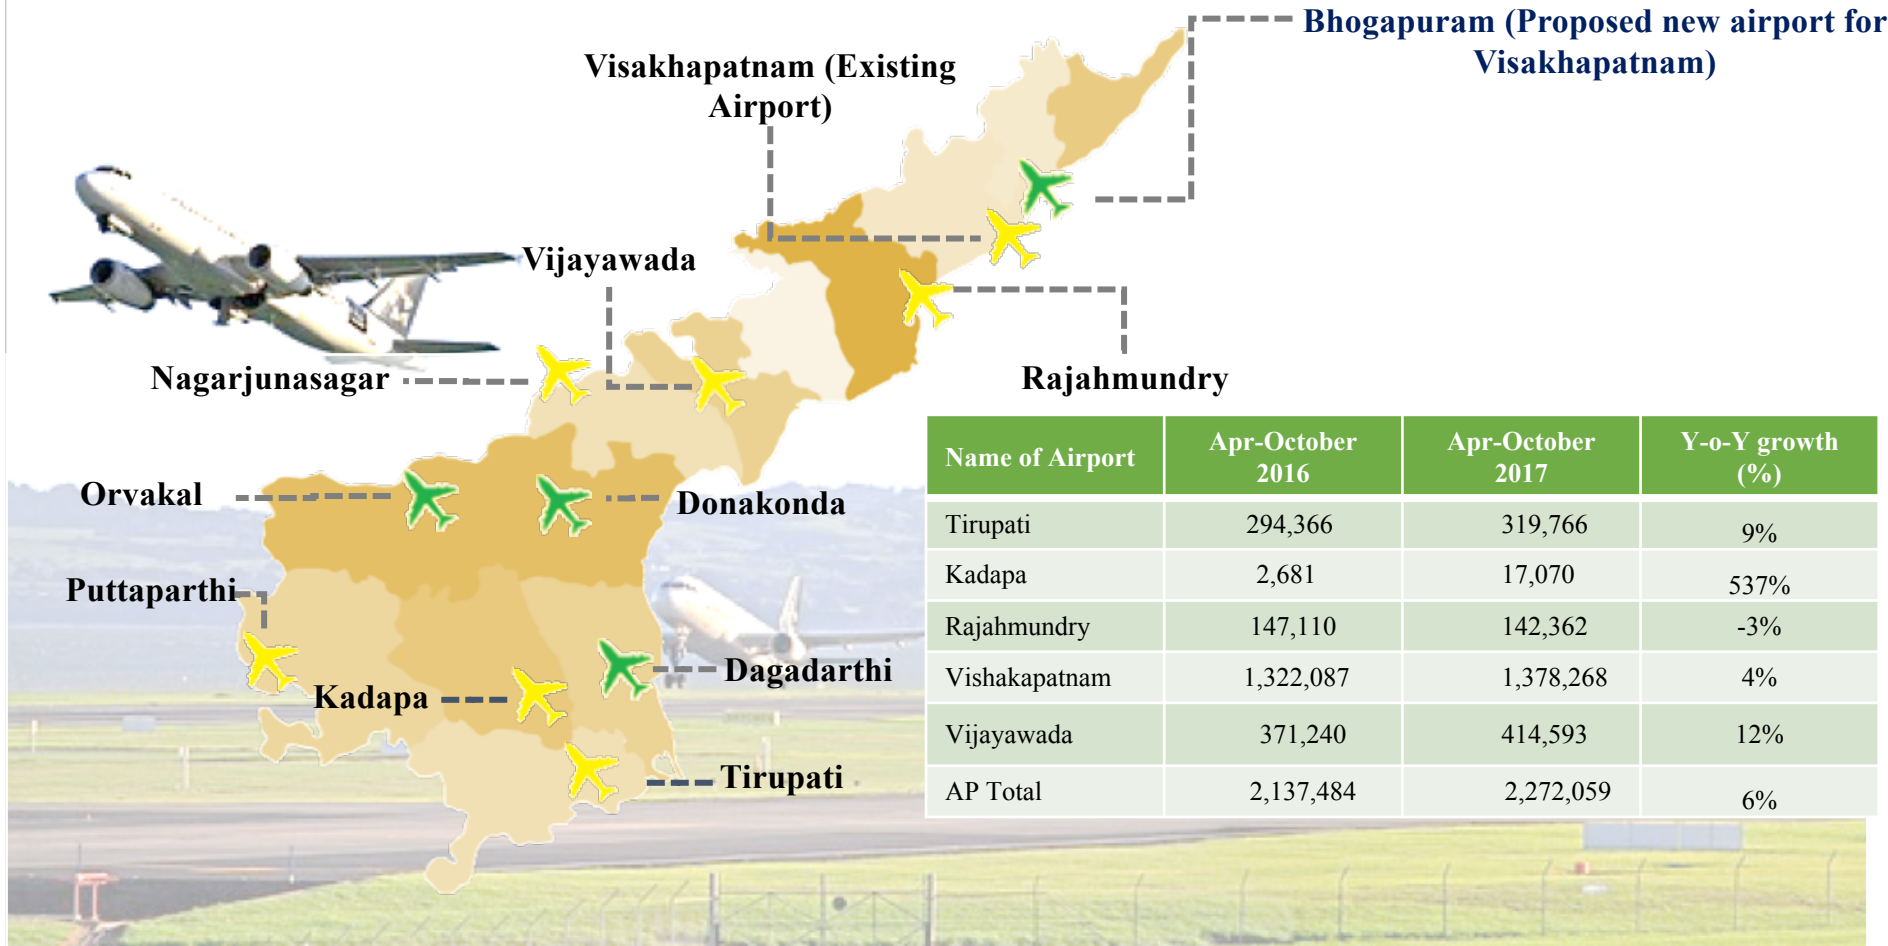 Bhogapuram (Proposed new airport for
Visakhapatnam)
Visakhapatnam (Existing
Airport)
Vijayawada
Nagarjunasagar
Rajahmundry
Orvakal
Donakonda
Puttaparthi
Dagadarthi
Kadapa
Tirupati
Name of Airport Apr-October 2016 Apr-October 2017 Y-o-Y growth (%)
Tirupati 294,366 319,766 9%
Kadapa 2,681 17,070 537%
Rajahmundry 147,110 142,362 -3%
Vishakapatnam 1,322,087 1,378,268 4%
Vijayawada 371,240 414,593 12%
AP Total 2,137,484 2,272,059 6%